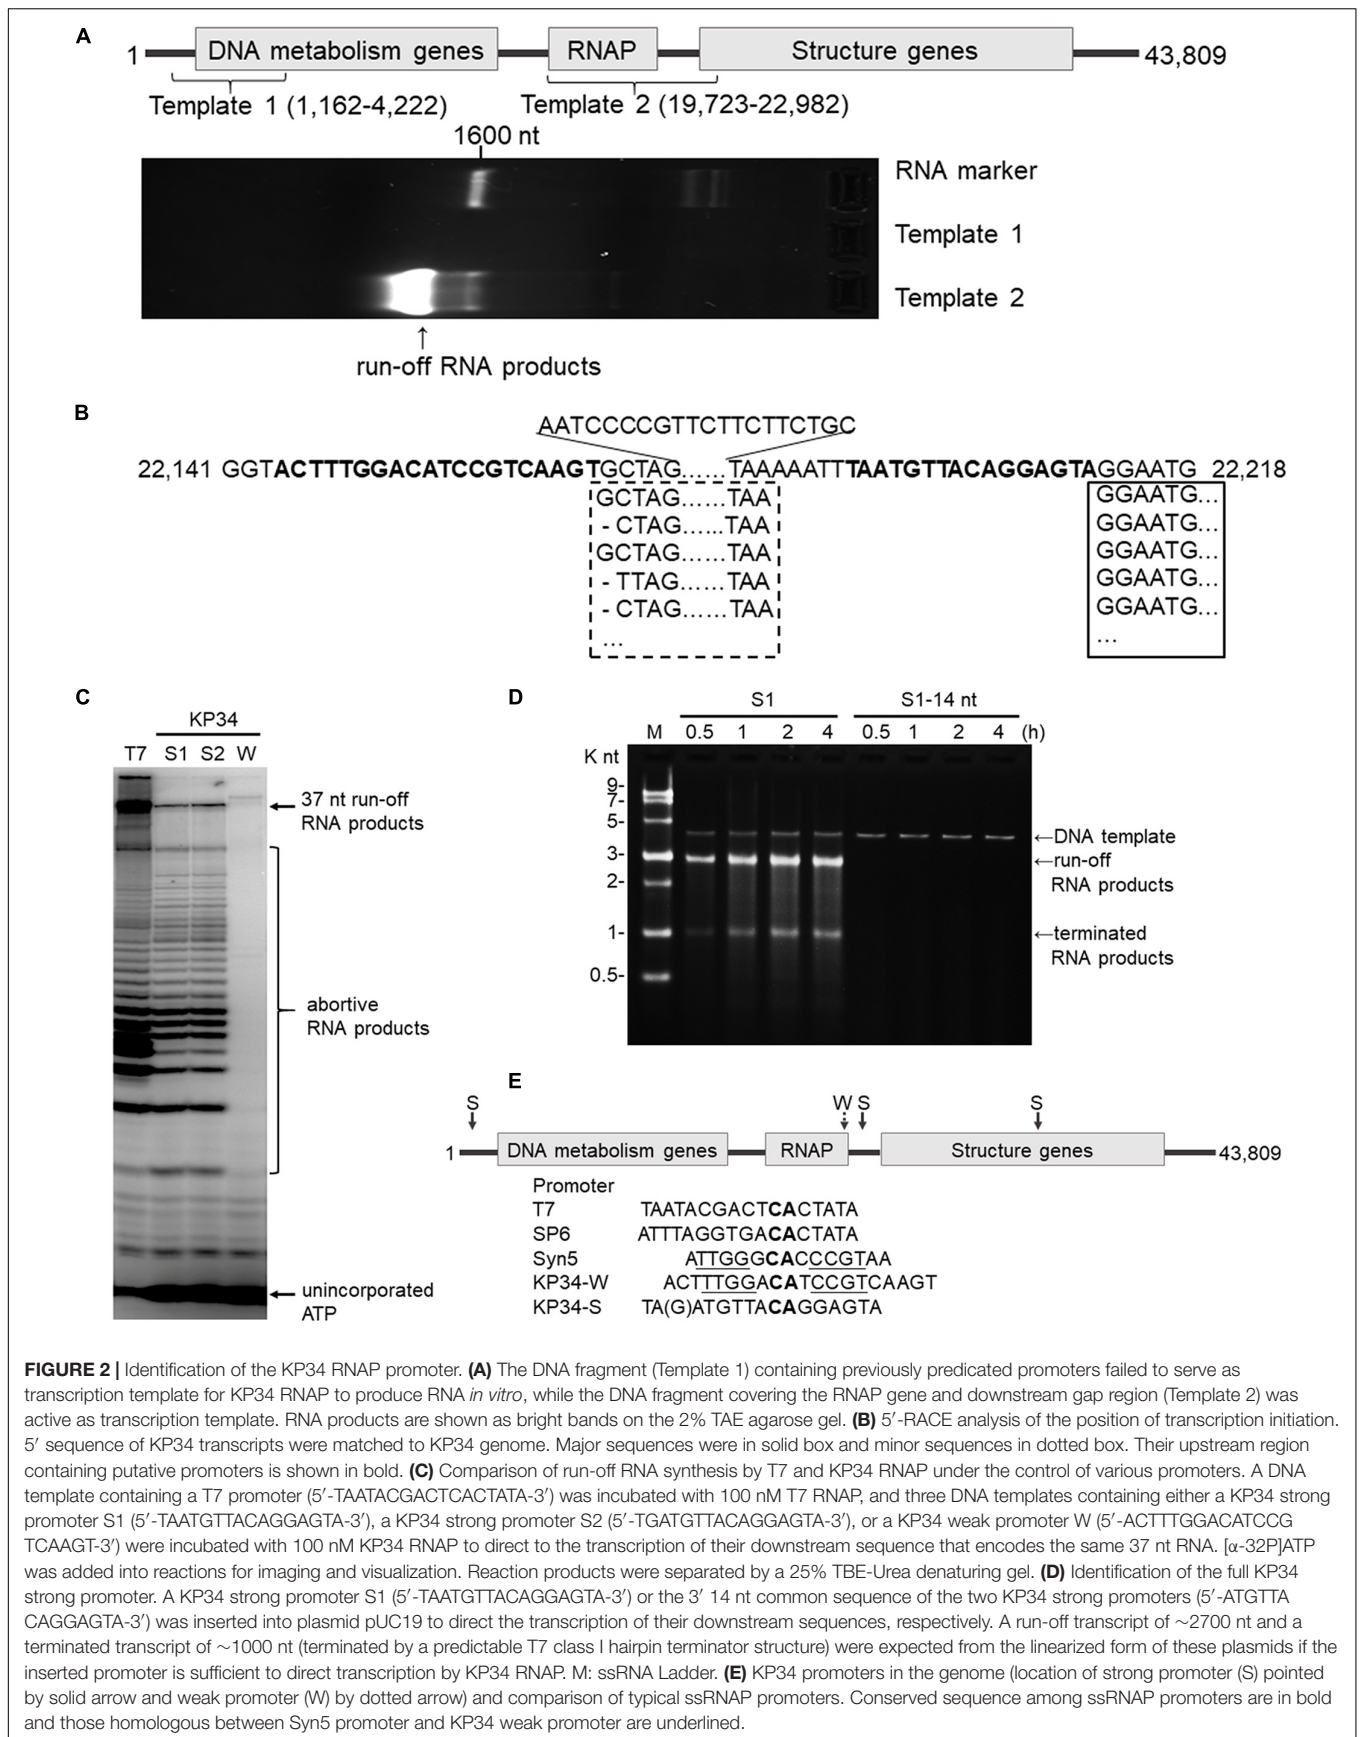 A
1 DNA metabolism genes RNAP Structure genes 43,809
Template 1 (1,162-4,222) Template 2 (19,723-22,982)
1600 nt
RNA marker
Template 1
Template 2
↑
run-off RNA products
B
AATCCCCGTTCTTCTTCTGC
22,141 GGTACTTTGGACATCCGTCAAGTGCTAG......TAAAAATTTAATGTTACAGGAGTAGGAATG 22,218
GCTAG......TAA GGAATG...
- CTAG......TAA GGAATG...
GCTAG......TAA GGAATG...
- TTAG......TAA GGAATG...
- CTAG......TAA GGAATG...
... ...
C
KP34
T7 S1 S2 W
37 nt run-off
RNA products
abortive
RNA products
unincorporated
ATP
D
S1 S1-14 nt
M 0.5 1 2 4 0.5 1 2 4 (h)
K nt
9-
7-
5-
3-
2-
1-
0.5-
←DNA template
←run-off
RNA products
←terminated
RNA products
E
S W S S
1 DNA metabolism genes RNAP Structure genes 43,809
Promoter
T7 TAATACGACTCACTATA
SP6 ATTTAGGTGACACTATA
Syn5 ATTGGGCACCCGTAA
KP34-W ACTTTGGACATCCGTCAAGT
KP34-S TA(G)ATGTTACAGGAGTA
FIGURE 2 | Identification of the KP34 RNAP promoter. (A) The DNA fragment (Template 1) containing previously predicated promoters failed to serve as
transcription template for KP34 RNAP to produce RNA in vitro, while the DNA fragment covering the RNAP gene and downstream gap region (Template 2) was
active as transcription template. RNA products are shown as bright bands on the 2% TAE agarose gel. (B) 5′-RACE analysis of the position of transcription initiation.
5′ sequence of KP34 transcripts were matched to KP34 genome. Major sequences were in solid box and minor sequences in dotted box. Their upstream region
containing putative promoters is shown in bold. (C) Comparison of run-off RNA synthesis by T7 and KP34 RNAP under the control of various promoters. A DNA
template containing a T7 promoter (5′-TAATACGACTCACTATA-3′) was incubated with 100 nM T7 RNAP, and three DNA templates containing either a KP34 strong
promoter S1 (5′-TAATGTTACAGGAGTA-3′), a KP34 strong promoter S2 (5′-TGATGTTACAGGAGTA-3′), or a KP34 weak promoter W (5′-ACTTTGGACATCCG
TCAAGT-3′) were incubated with 100 nM KP34 RNAP to direct to the transcription of their downstream sequence that encodes the same 37 nt RNA. [α-32P]ATP
was added into reactions for imaging and visualization. Reaction products were separated by a 25% TBE-Urea denaturing gel. (D) Identification of the full KP34
strong promoter. A KP34 strong promoter S1 (5′-TAATGTTACAGGAGTA-3′) or the 3′ 14 nt common sequence of the two KP34 strong promoters (5′-ATGTTA
CAGGAGTA-3′) was inserted into plasmid pUC19 to direct the transcription of their downstream sequences, respectively. A run-off transcript of ∼2700 nt and a
terminated transcript of ∼1000 nt (terminated by a predictable T7 class I hairpin terminator structure) were expected from the linearized form of these plasmids if the
inserted promoter is sufficient to direct transcription by KP34 RNAP. M: ssRNA Ladder. (E) KP34 promoters in the genome (location of strong promoter (S) pointed
by solid arrow and weak promoter (W) by dotted arrow) and comparison of typical ssRNAP promoters. Conserved sequence among ssRNAP promoters are in bold
and those homologous between Syn5 promoter and KP34 weak promoter are underlined.